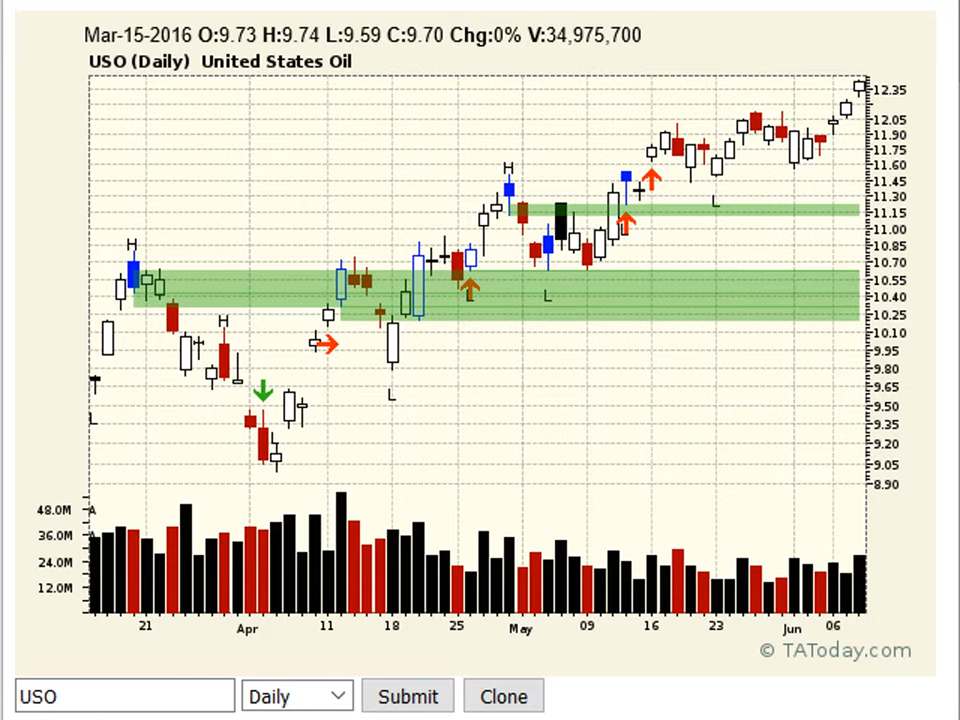 Mar-15-2016 O:9.73 H:9.74 L:9.59 C:9.70 Chg:0% V:34,975,700
USO (Daily) United States Oil
12.35
12.05
11.90
11.75
11.60
11.45
11.30
11.15
11.00
10.85
10.70
10.55
10.40
10.25
10.10
9.95
9.80
9.65
9.50
9.35
9.20
9.05
8.90
H
H
H
L
L
L
L
L
L
L
48.0M
36.0M
24.0M
12.0M
A
A
21 Apr 11 18 25 May 09 16 23 Jun 06
© TAToday.com
USO Daily Submit Clone